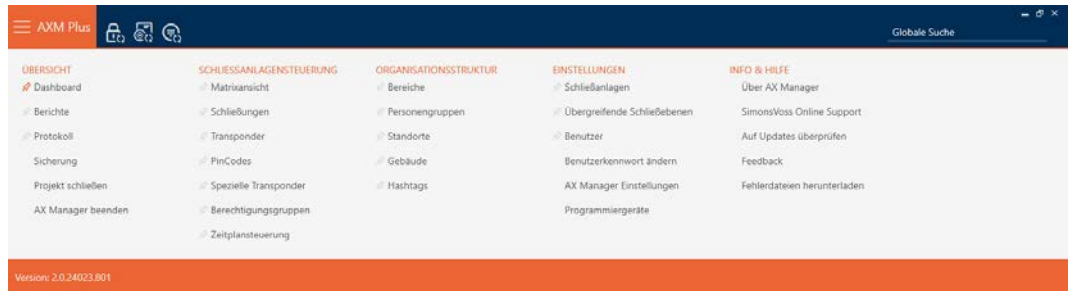 AXM Plus
Globale Suche
ÜBERSICHT
Dashboard
Berichte
Protokoll
Sicherung
Projekt schließen
AX Manager beenden
SCHLIESSANLAGENSTEUERUNG
Matrixansicht
Schließungen
Transponder
PinCodes
Spezielle Transponder
Berechtigungsgruppen
Zeitplansteuerung
ORGANISATIONSSTRUKTUR
Bereiche
Personengruppen
Standorte
Gebäude
Hashtags
EINSTELLUNGEN
Schließanlagen
Übergreifende Schließebenen
Benutzer
Benutzerkennwort ändern
AX Manager Einstellungen
Programmiergeräte
INFO & HILFE
Über AX Manager
SimonsVoss Online Support
Auf Updates überprüfen
Feedback
Fehlerdateien herunterladen
Version: 2.0.24023.801